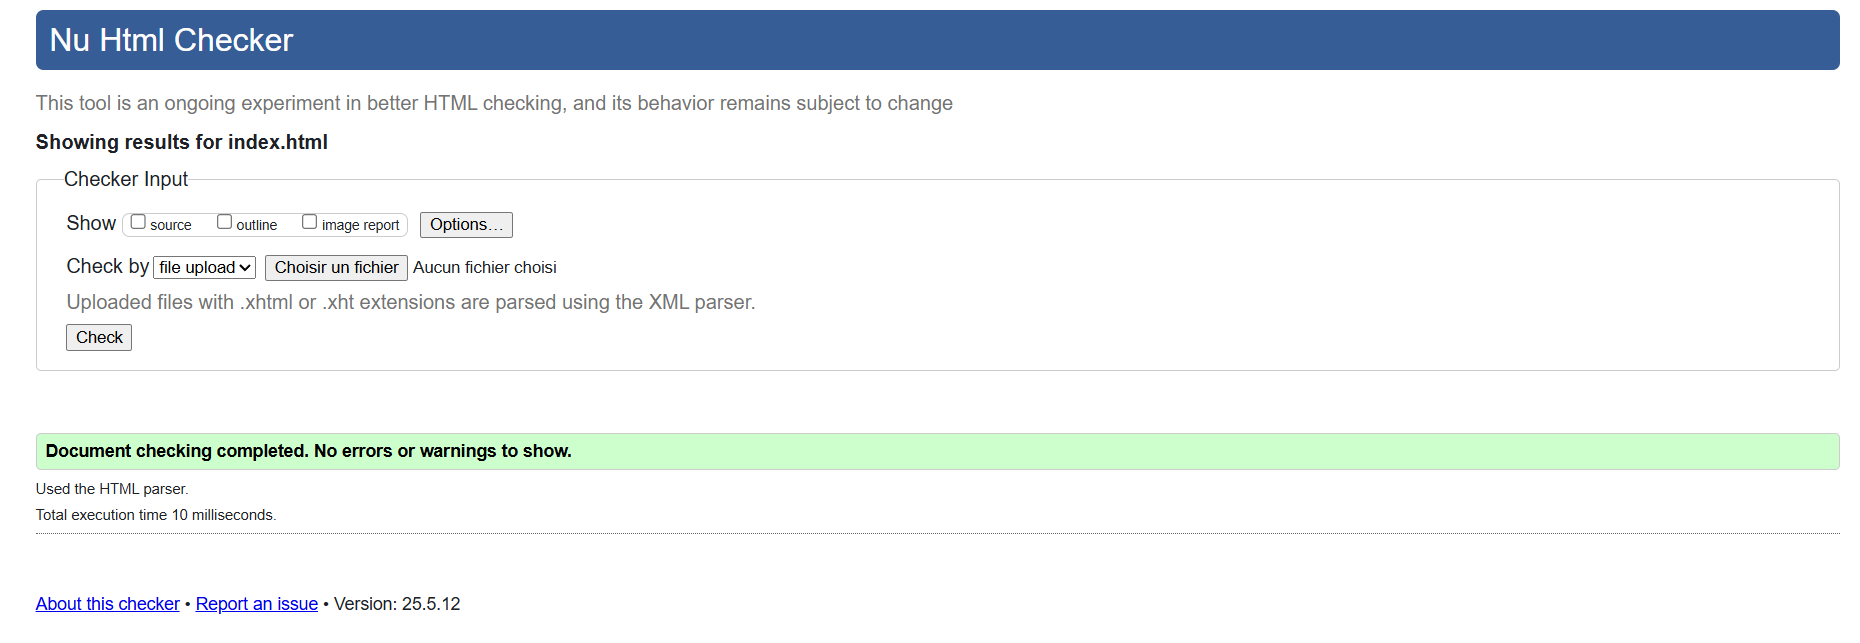 Nu Html Checker
This tool is an ongoing experiment in better HTML checking, and its behavior remains subject to change
Showing results for index.html
Checker Input
Show source outline image report Options…
Check by file upload Choisir un fichier Aucun fichier choisi
Uploaded files with .xhtml or .xht extensions are parsed using the XML parser.
Check
Document checking completed. No errors or warnings to show.
Used the HTML parser.
Total execution time 10 milliseconds.
About this checker • Report an issue • Version: 25.5.12